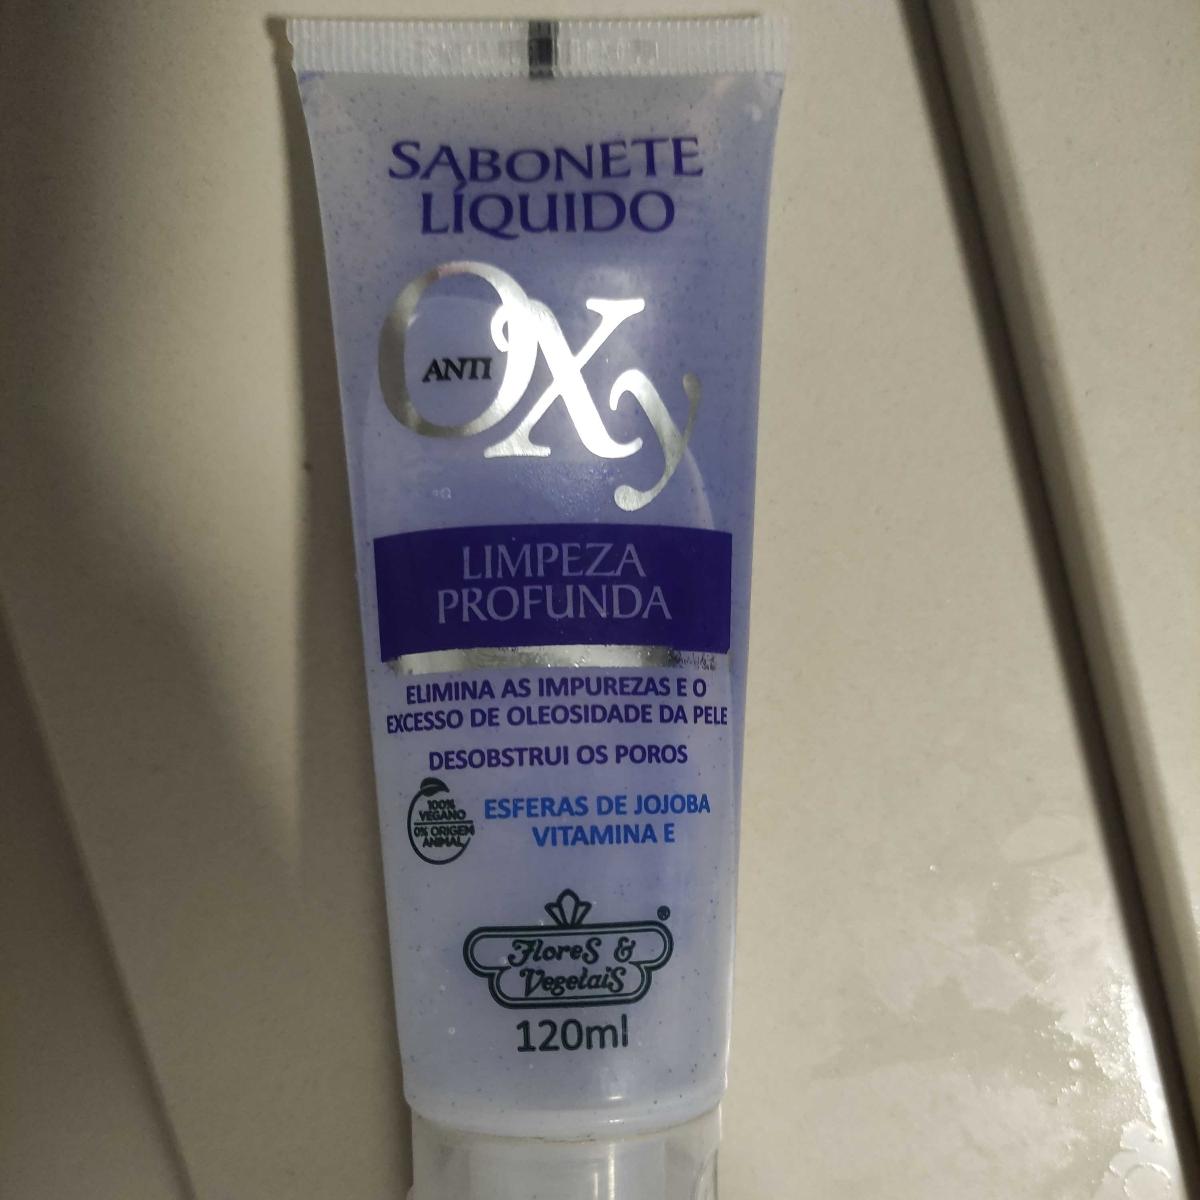 SABONETE
LÍQUIDO
ANTI
OXy
LIMPEZA
PROFUNDA
ELIMINA AS IMPUREZAS E O
EXCESSO DE OLEOSIDADE DA PELE
DESOBSTRUI OS POROS
100%
VEGANO
0% ORIGEM
ANIMAL
ESFERAS DE JOJOBA
VITAMINA E
Flores & ®
Vegetais
120ml